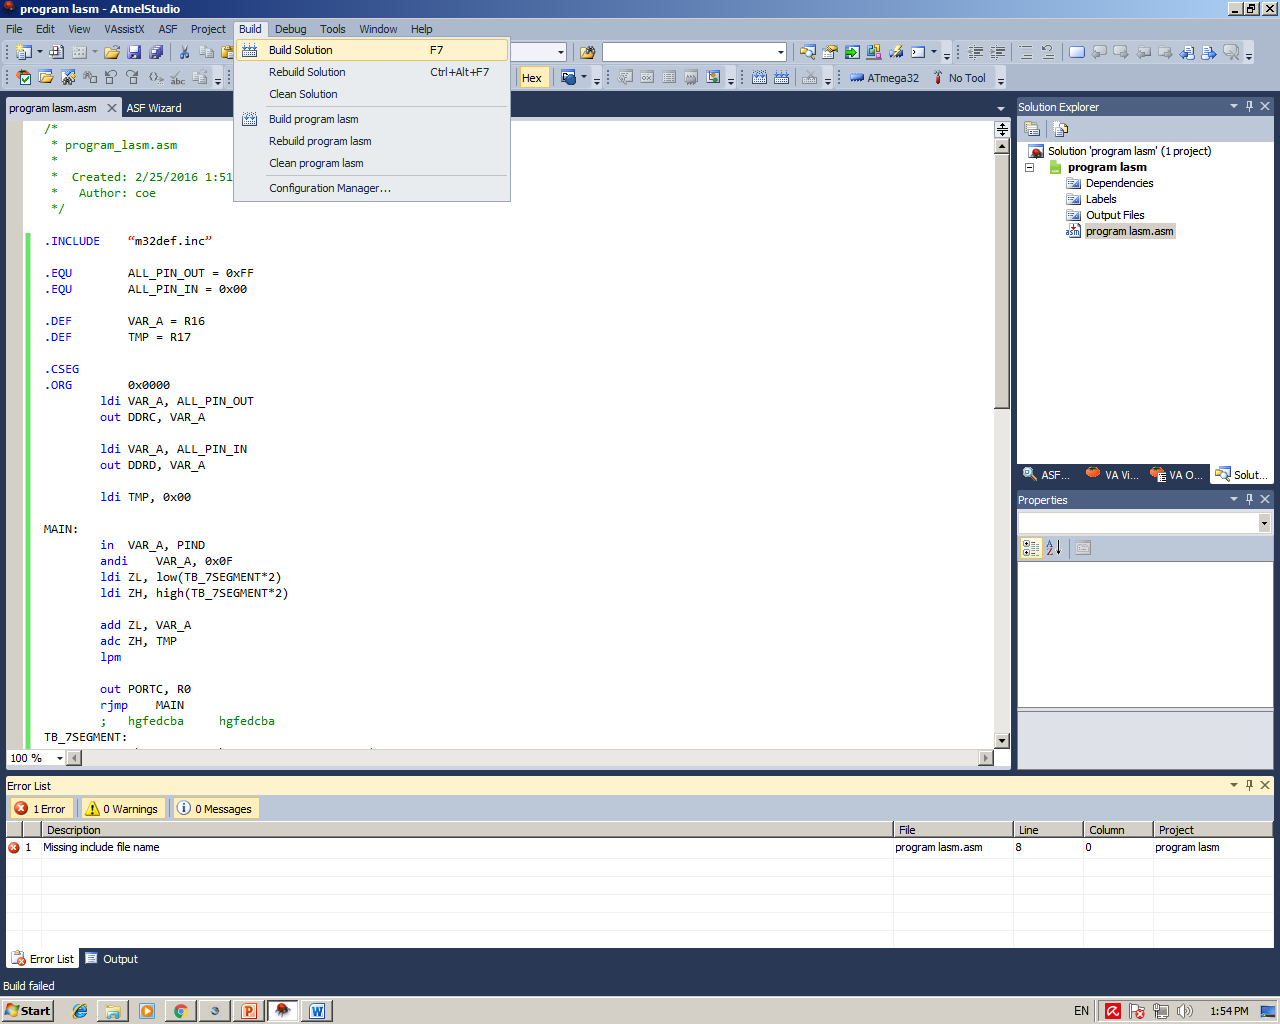 program lasm - AtmelStudio
File Edit View VAssistX ASF Project Build Debug Tools Window Help
Build Solution F7
Rebuild Solution Ctrl+Alt+F7
Clean Solution
Build program lasm
Rebuild program lasm
Clean program lasm
Configuration Manager...
Hex
ATmega32 No Tool
program lasm.asm ASF Wizard
/*
* program_lasm.asm
*
* Created: 2/25/2016 1:51
* Author: coe
*/
.INCLUDE “m32def.inc”
.EQU ALL_PIN_OUT = 0xFF
.EQU ALL_PIN_IN = 0x00
.DEF VAR_A = R16
.DEF TMP = R17
.CSEG
.ORG 0x0000
ldi VAR_A, ALL_PIN_OUT
out DDRC, VAR_A
ldi VAR_A, ALL_PIN_IN
out DDRD, VAR_A
ldi TMP, 0x00
MAIN:
in VAR_A, PIND
andi VAR_A, 0x0F
ldi ZL, low(TB_7SEGMENT*2)
ldi ZH, high(TB_7SEGMENT*2)
add ZL, VAR_A
adc ZH, TMP
lpm
out PORTC, R0
rjmp MAIN
; hgfedcba hgfedcba
TB_7SEGMENT:
100 %
Solution Explorer
Solution 'program lasm' (1 project)
program lasm
Dependencies
Labels
Output Files
program lasm.asm
ASF... VA Vi... VA O... Solut...
Properties
Error List
1 Error 0 Warnings 0 Messages
Description File Line Column Project
1 Missing include file name program lasm.asm 8 0 program lasm
Error List Output
Build failed
Start EN 1:54 PM